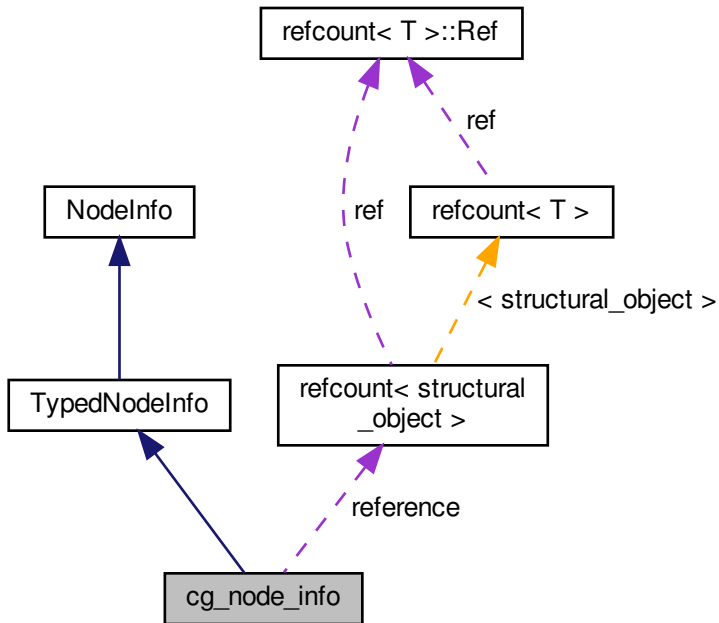 refcount< T >::Ref
ref
NodeInfo
ref
refcount< T >
< structural_object >
TypedNodeInfo
refcount< structural
_object >
reference
cg_node_info